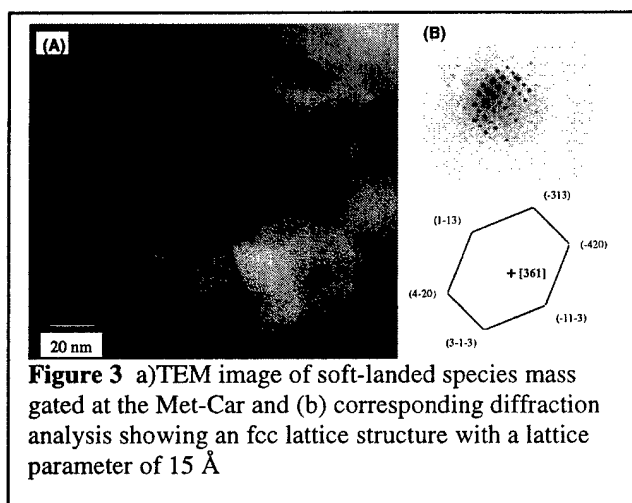 (A)
20 nm
(B)
(-313)
(1-13)
(-420)
+ [361]
(4-20)
(-11-3)
(3-1-3)
Figure 3 a)TEM image of soft-landed species mass
gated at the Met-Car and (b) corresponding diffraction
analysis showing an fcc lattice structure with a lattice
parameter of 15 Å